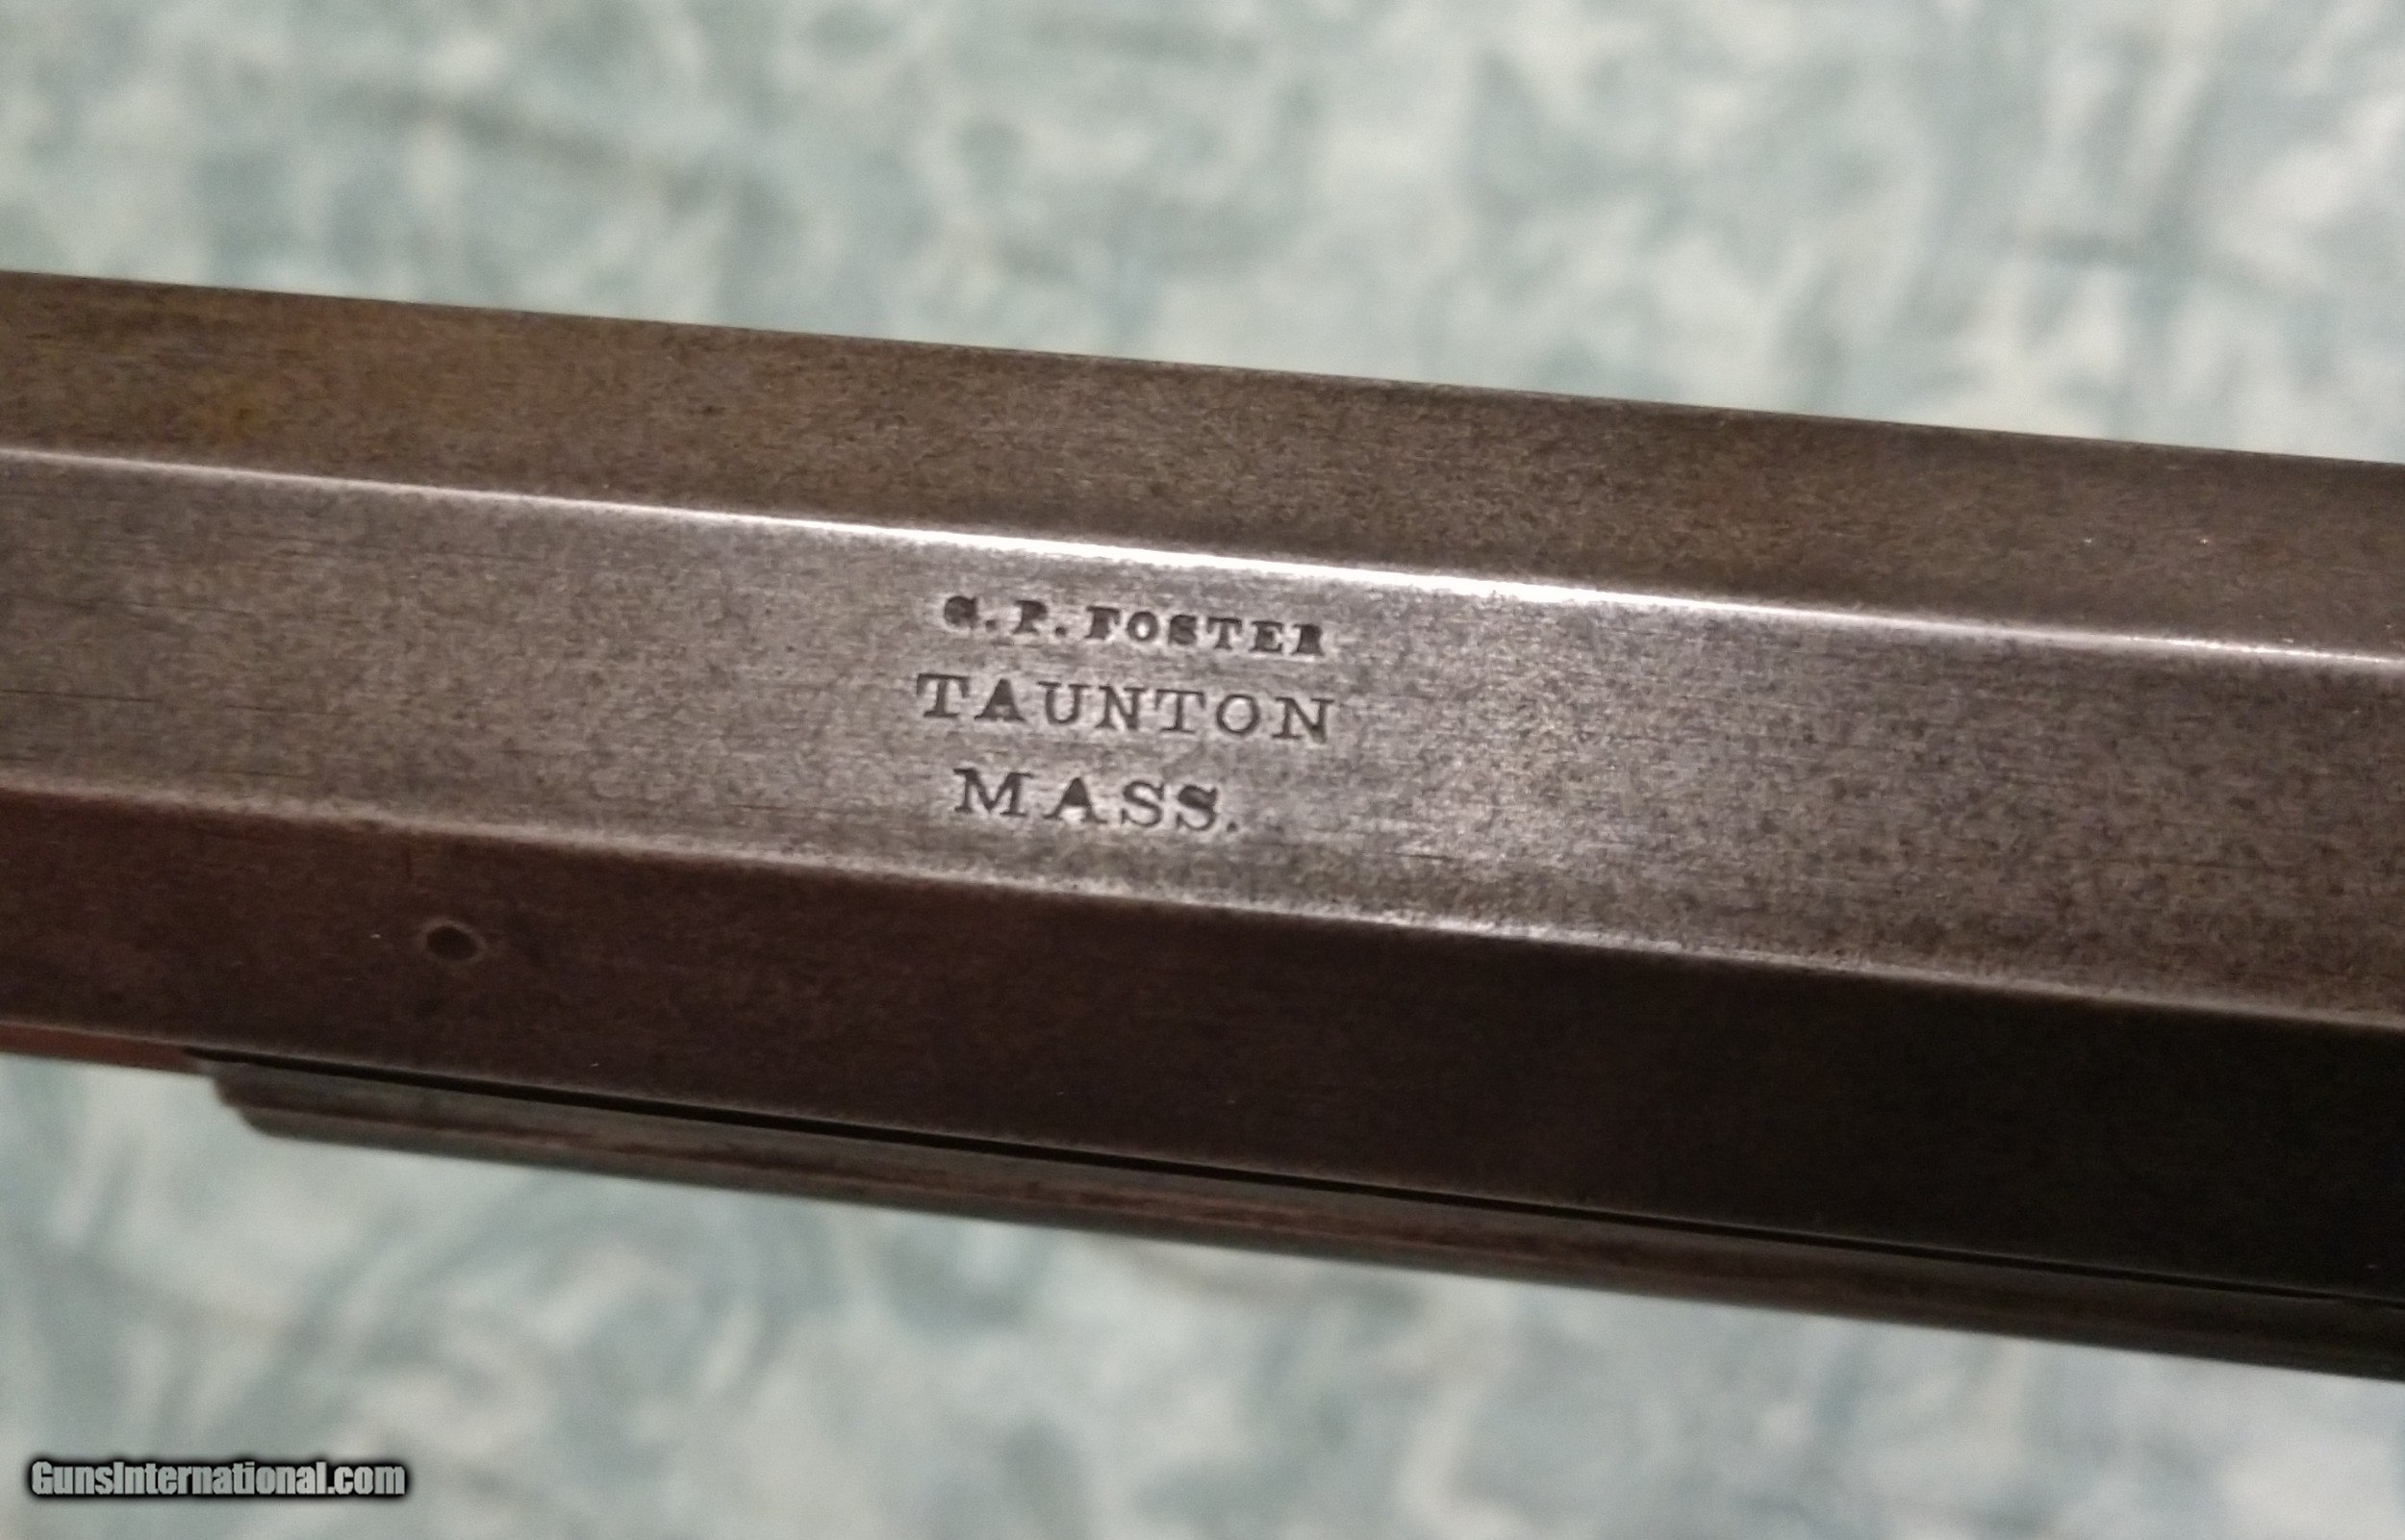 G. P. FOSTER
TAUNTON
MASS.
GunsInternational.com